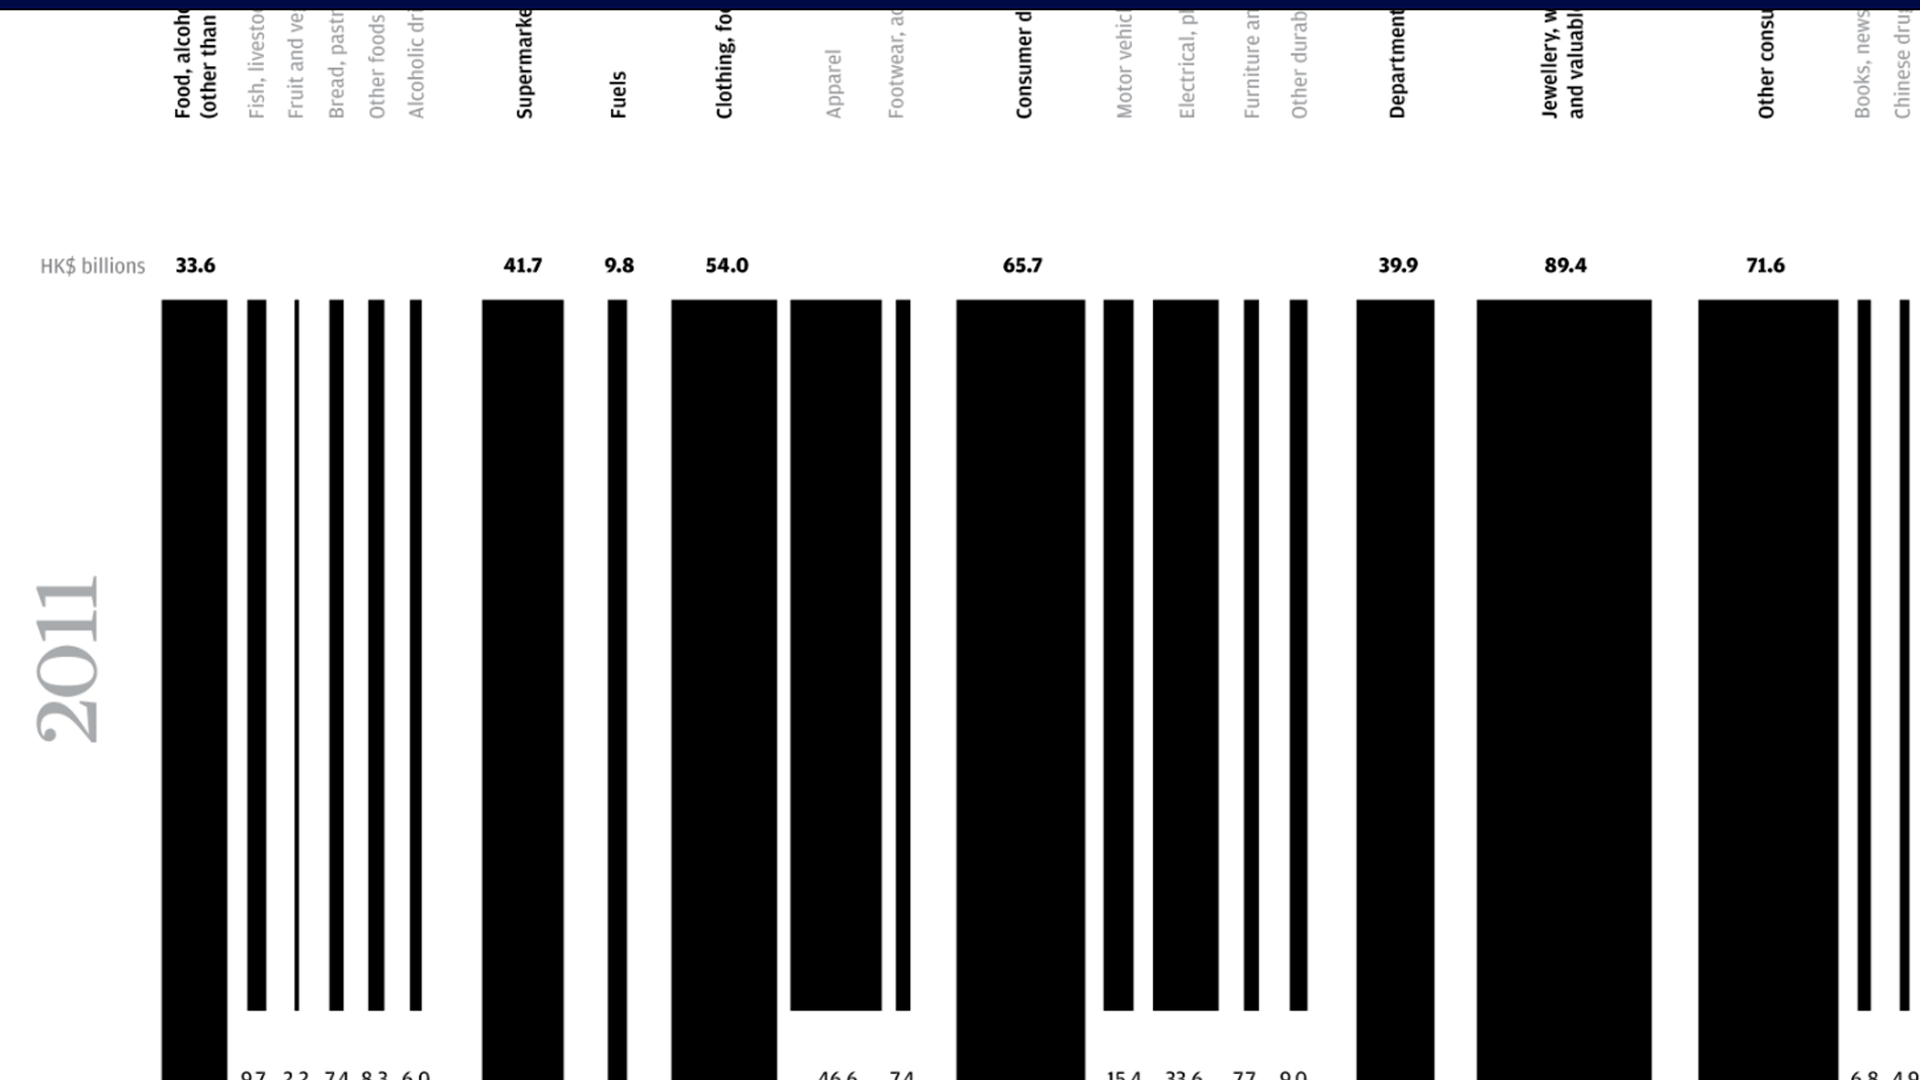 Food, alcoho
(other than
Fish, livesto
Fruit and ve
Bread, pastr
Other foods
Alcoholic dri
Supermarke
Fuels
Clothing, foo
Apparel
Footwear, ac
Consumer d
Motor vehicl
Electrical, pl
Furniture an
Other durab
Department
Jewellery, w
and valuabl
Other consu
Books, news
Chinese dru
HK$ billions 33.6 41.7 9.8 54.0 65.7 39.9 89.4 71.6
2011
9.7 2.2 7.4 8.3 6.0 46.6 7.4 15.4 33.6 7.7 9.0 6.8 4.9